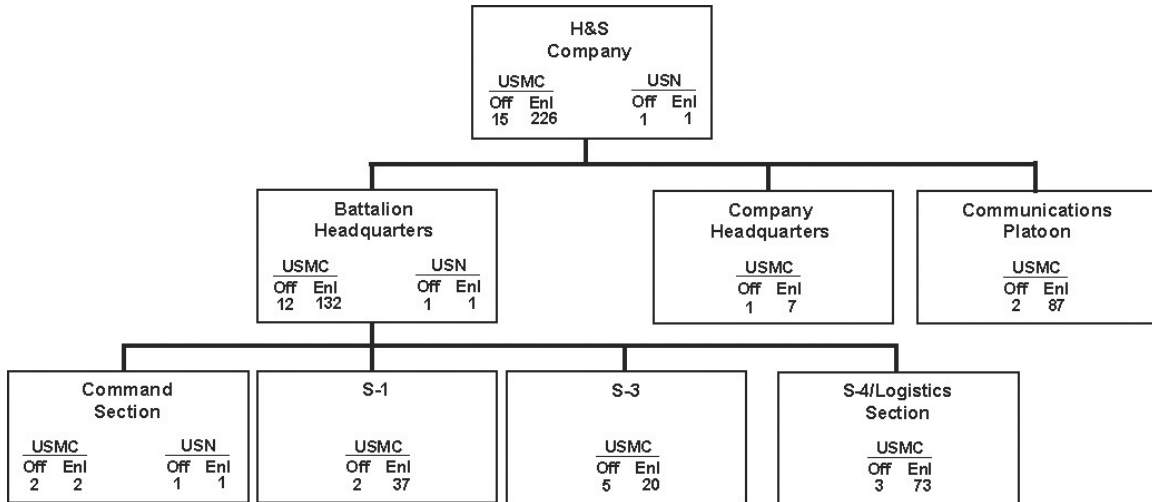 H&S
Company
USMC USN
Off Enl Off Enl
15 226 1 1
Battalion
Headquarters
USMC USN
Off Enl Off Enl
12 132 1 1
Company
Headquarters
USMC
Off Enl
1 7
Communications
Platoon
USMC
Off Enl
2 87
Command
Section
USMC USN
Off Enl Off Enl
2 2 1 1
S-1
USMC
Off Enl
2 37
S-3
USMC
Off Enl
5 20
S-4/Logistics
Section
USMC
Off Enl
3 73